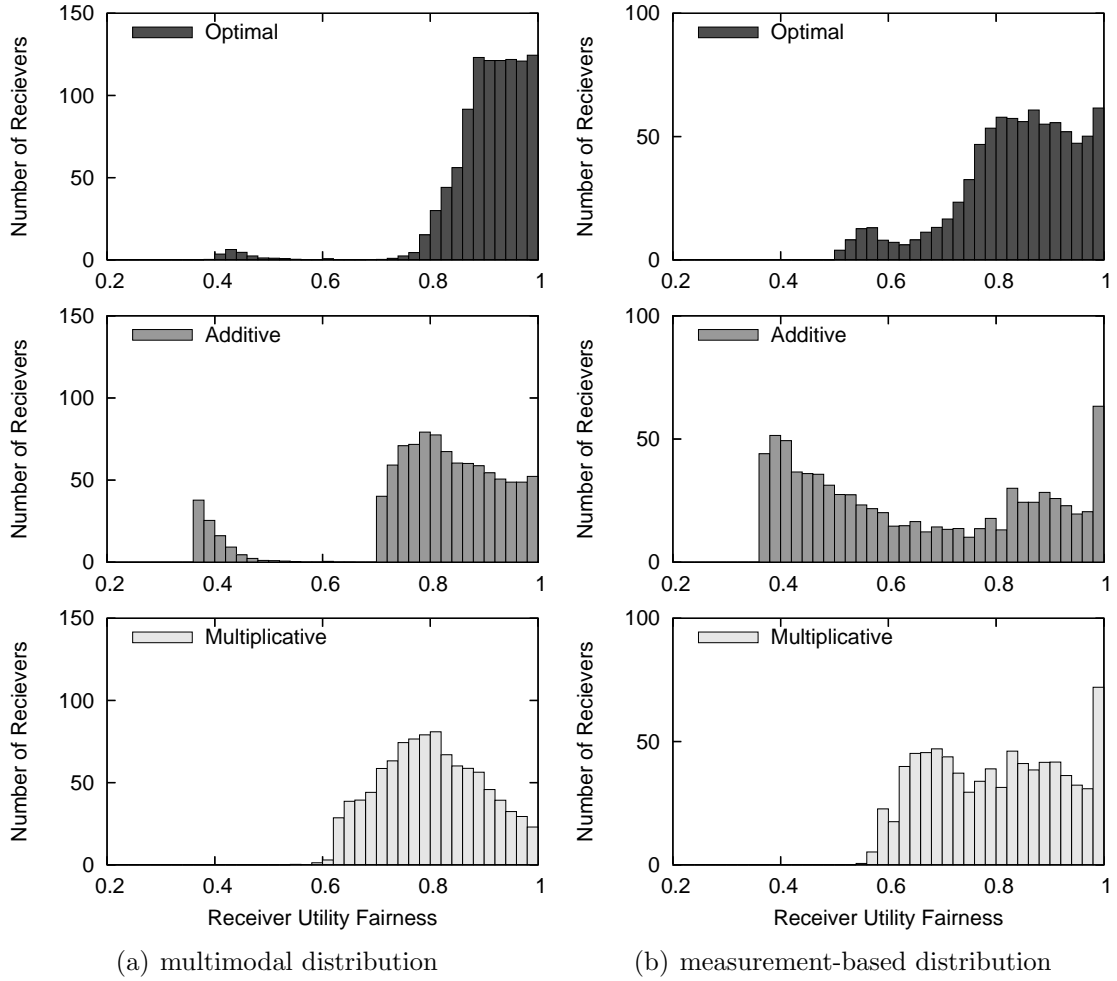 150
Optimal
100
50
0
Number of Recievers
0.2 0.4 0.6 0.8 1
150
Additive
100
50
0
Number of Recievers
0.2 0.4 0.6 0.8 1
150
Multiplicative
100
50
0
Number of Recievers
0.2 0.4 0.6 0.8 1
Receiver Utility Fairness
(a) multimodal distribution
100
Optimal
50
0
Number of Recievers
0.2 0.4 0.6 0.8 1
100
Additive
50
0
Number of Recievers
0.2 0.4 0.6 0.8 1
100
Multiplicative
50
0
Number of Recievers
0.2 0.4 0.6 0.8 1
Receiver Utility Fairness
(b) measurement-based distribution